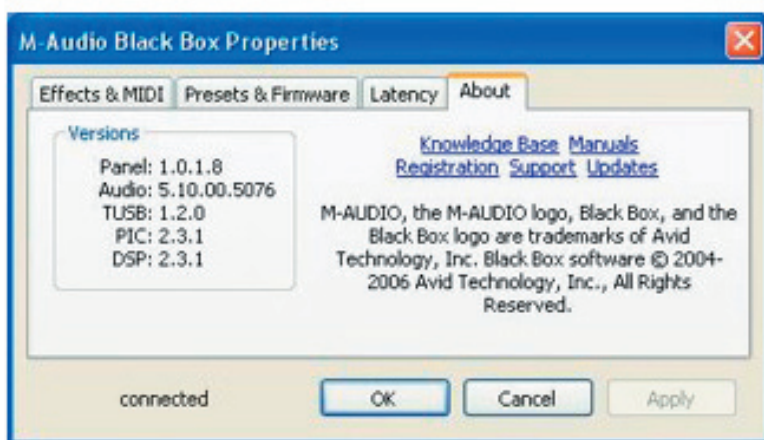 M-Audio Black Box Properties
Effects & MIDI Presets & Firmware Latency About
Versions
Panel: 1.0.1.8
Audio: 5.10.00.5076
TUSB: 1.2.0
PIC: 2.3.1
DSP: 2.3.1
Knowledge Base Manuals
Registration Support Updates
M-AUDIO, the M-AUDIO logo, Black Box, and the
Black Box logo are trademarks of Avid
Technology, Inc. Black Box software © 2004-
2006 Avid Technology, Inc., All Rights
Reserved.
connected OK Cancel Apply